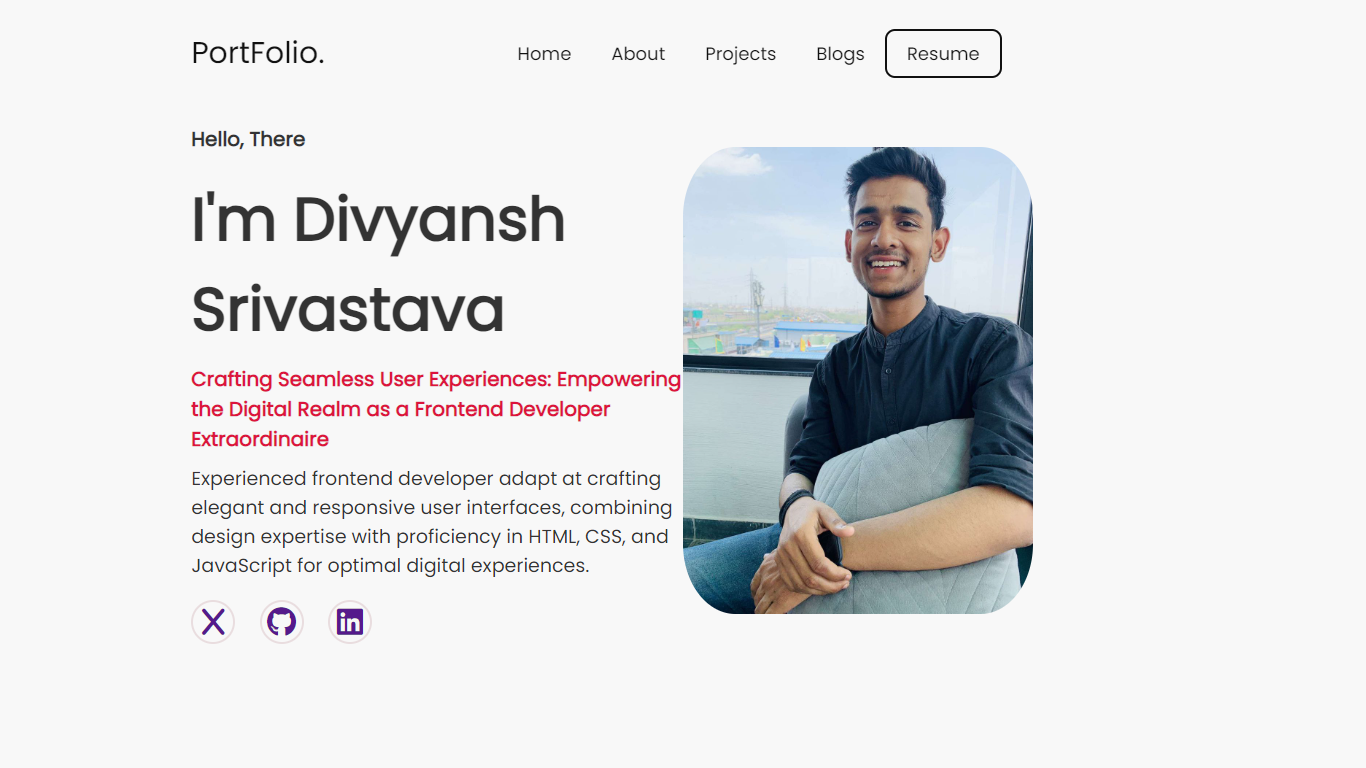 PortFolio.
Home About Projects Blogs Resume
Hello, There
I'm Divyansh
Srivastava
Crafting Seamless User Experiences: Empowering
the Digital Realm as a Frontend Developer
Extraordinaire
Experienced frontend developer adapt at crafting
elegant and responsive user interfaces, combining
design expertise with proficiency in HTML, CSS, and
JavaScript for optimal digital experiences.